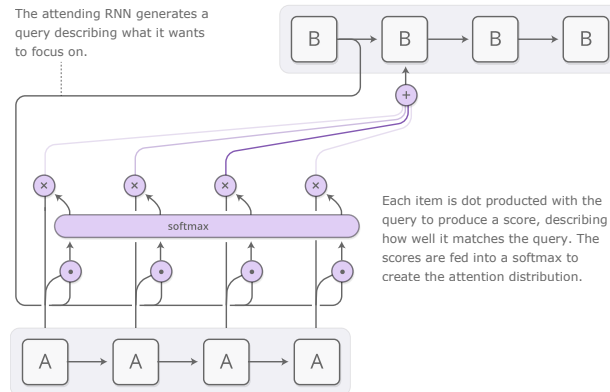 The attending RNN generates a
query describing what it wants
to focus on.
B B B B
+
× × × ×
Each item is dot producted with the
query to produce a score, describing
how well it matches the query. The
scores are fed into a softmax to
create the attention distribution.
softmax
A A A A